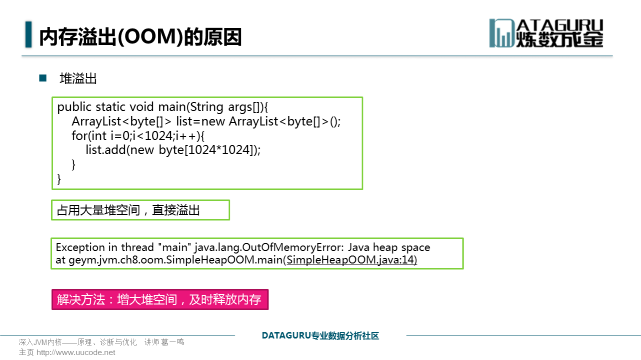 内存溢出(OOM)的原因
DATAGURU
炼数成金
堆溢出
public static void main(String args[]){
ArrayList<byte[]> list=new ArrayList<byte[]>();
for(int i=0;i<1024;i++){
list.add(new byte[1024*1024]);
}
}
占用大量堆空间，直接溢出
Exception in thread "main" java.lang.OutOfMemoryError: Java heap space
at geym.jvm.ch8.oom.SimpleHeapOOM.main(SimpleHeapOOM.java:14)
解决方法：增大堆空间，及时释放内存
DATAGURU专业数据分析社区
深入JVM内核——原理、诊断与优化 讲师 葛一鸣
主页 http://www.uucode.net